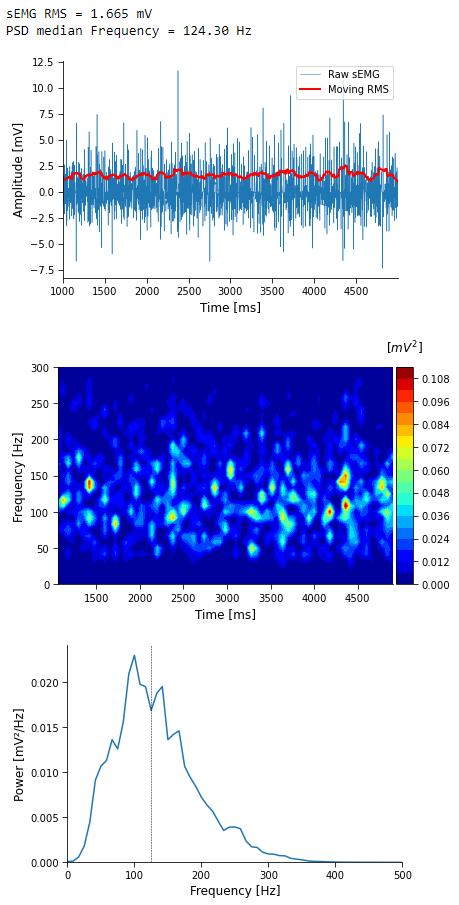 sEMG RMS = 1.665 mV
PSD median Frequency = 124.30 Hz
12.5
10.0
7.5
5.0
2.5
0.0
−2.5
−5.0
−7.5
Amplitude [mV]
Raw sEMG
Moving RMS
1000 1500 2000 2500 3000 3500 4000 4500
Time [ms]
[mV²]
300
250
200
150
100
50
0
Frequency [Hz]
0.108
0.096
0.084
0.072
0.060
0.048
0.036
0.024
0.012
0.000
1500 2000 2500 3000 3500 4000 4500
Time [ms]
0.020
0.015
0.010
0.005
0.000
Power [mV²/Hz]
0 100 200 300 400 500
Frequency [Hz]